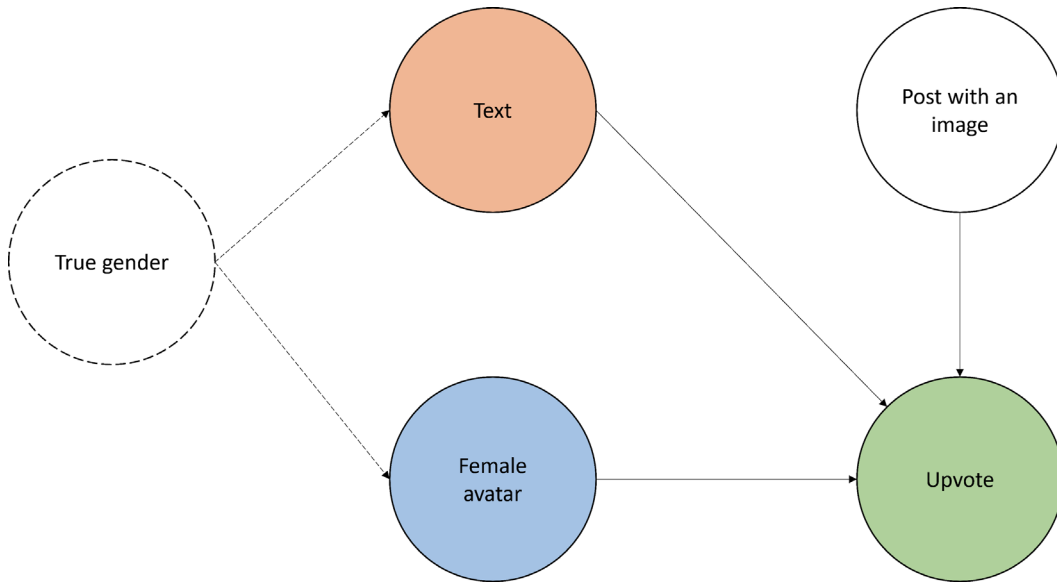 Text
Post with an
image
True gender
Female
avatar
Upvote